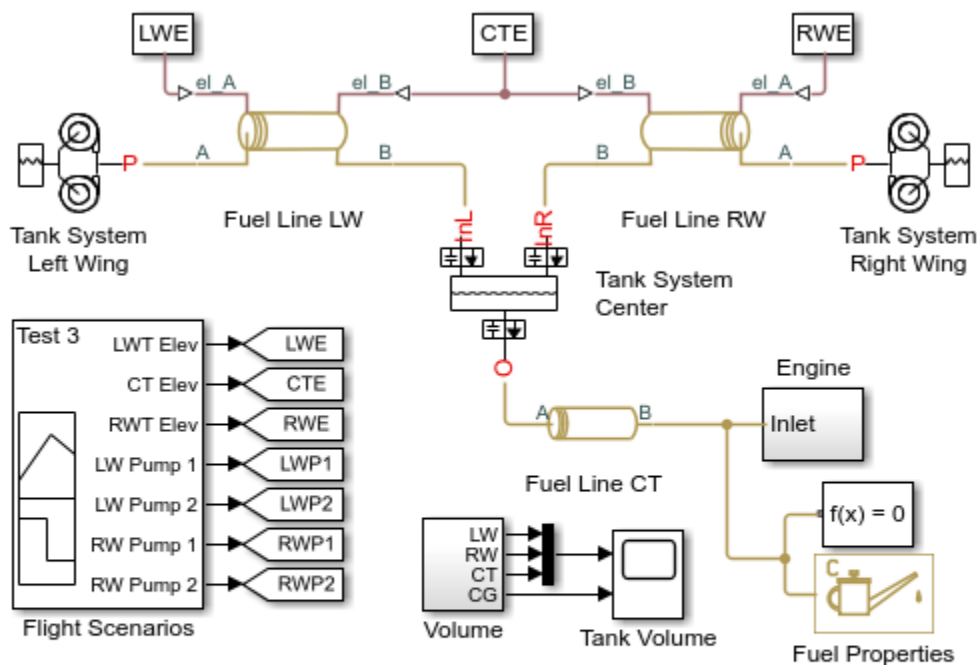 LWE
CTE
RWE
el_A
el_B
el_B
el_A
P
A
B
B
A
P
Fuel Line LW
Fuel Line RW
Tank System
Left Wing
InL
InR
Tank System
Right Wing
Tank System
Center
Test 3
LWT Elev
LWE
CT Elev
CTE
RWT Elev
RWE
LW Pump 1
LWP1
LW Pump 2
LWP2
RW Pump 1
RWP1
RW Pump 2
RWP2
Flight Scenarios
O
A
B
Fuel Line CT
Engine
Inlet
f(x) = 0
LW
RW
CT
CG
Volume
Tank Volume
C
Fuel Properties